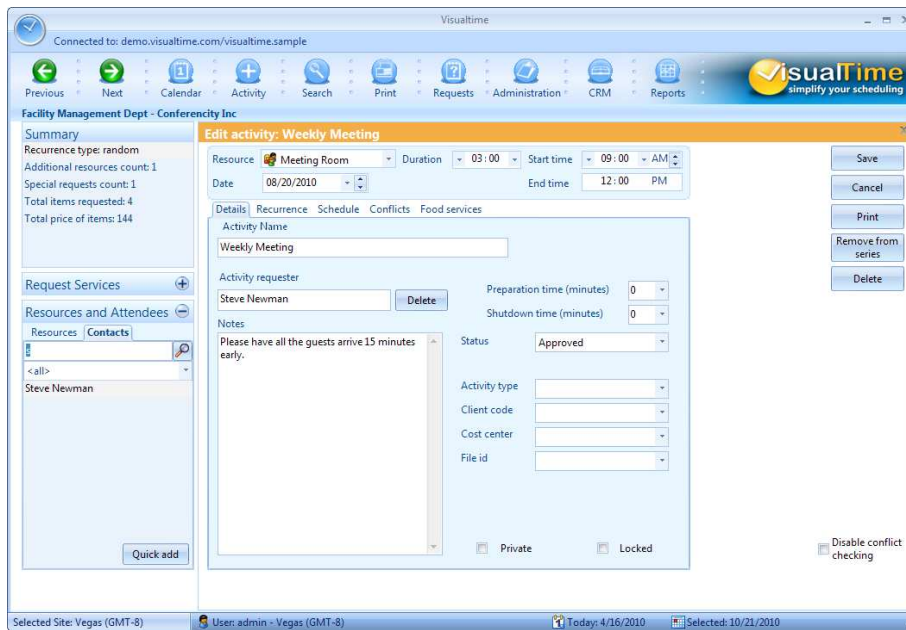 Visualtime
Connected to: demo.visualtime.com/visualtime.sample
Previous Next Calendar Activity Search Print Requests Administration CRM Reports
VisualTime
simplify your scheduling
Facility Management Dept - Conferencity Inc
Summary
Recurrence type: random
Additional resources count: 1
Special requests count: 1
Total items requested: 4
Total price of items: 144
Request Services
Resources and Attendees
Resources Contacts
s
<all>
Steve Newman
Quick add
Edit activity: Weekly Meeting
Resource Meeting Room Duration 03:00 Start time 09:00 AM
Date 08/20/2010 End time 12:00 PM
Details Recurrence Schedule Conflicts Food services
Activity Name
Weekly Meeting
Activity requester
Steve Newman Delete
Notes
Please have all the guests arrive 15 minutes
early.
Preparation time (minutes) 0
Shutdown time (minutes) 0
Status Approved
Activity type
Client code
Cost center
File id
Private Locked
Save
Cancel
Print
Remove from
series
Delete
Disable conflict
checking
Selected Site: Vegas (GMT-8) User: admin - Vegas (GMT-8) Today: 4/16/2010 Selected: 10/21/2010